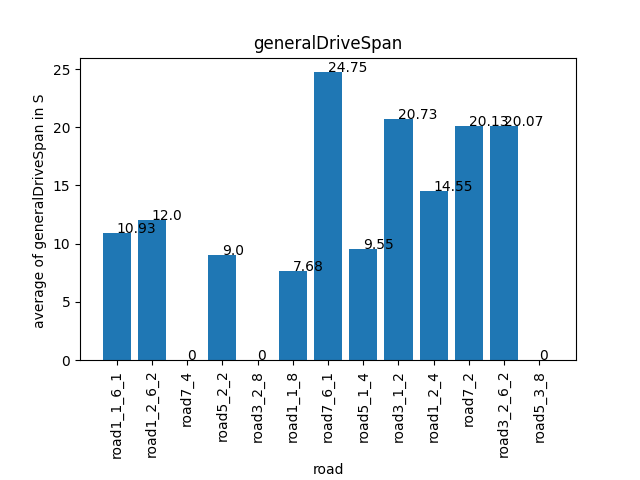 generalDriveSpan
average of generalDriveSpan in S
25
20
15
10
5
0
10.93
12.0
0
9.0
0
7.68
24.75
9.55
20.73
14.55
20.13
20.07
0
road1_1_6_1
road1_2_6_2
road7_4
road5_2_2
road3_2_8
road1_1_8
road7_6_1
road5_1_4
road3_1_2
road1_2_4
road7_2
road3_2_6_2
road5_3_8
road